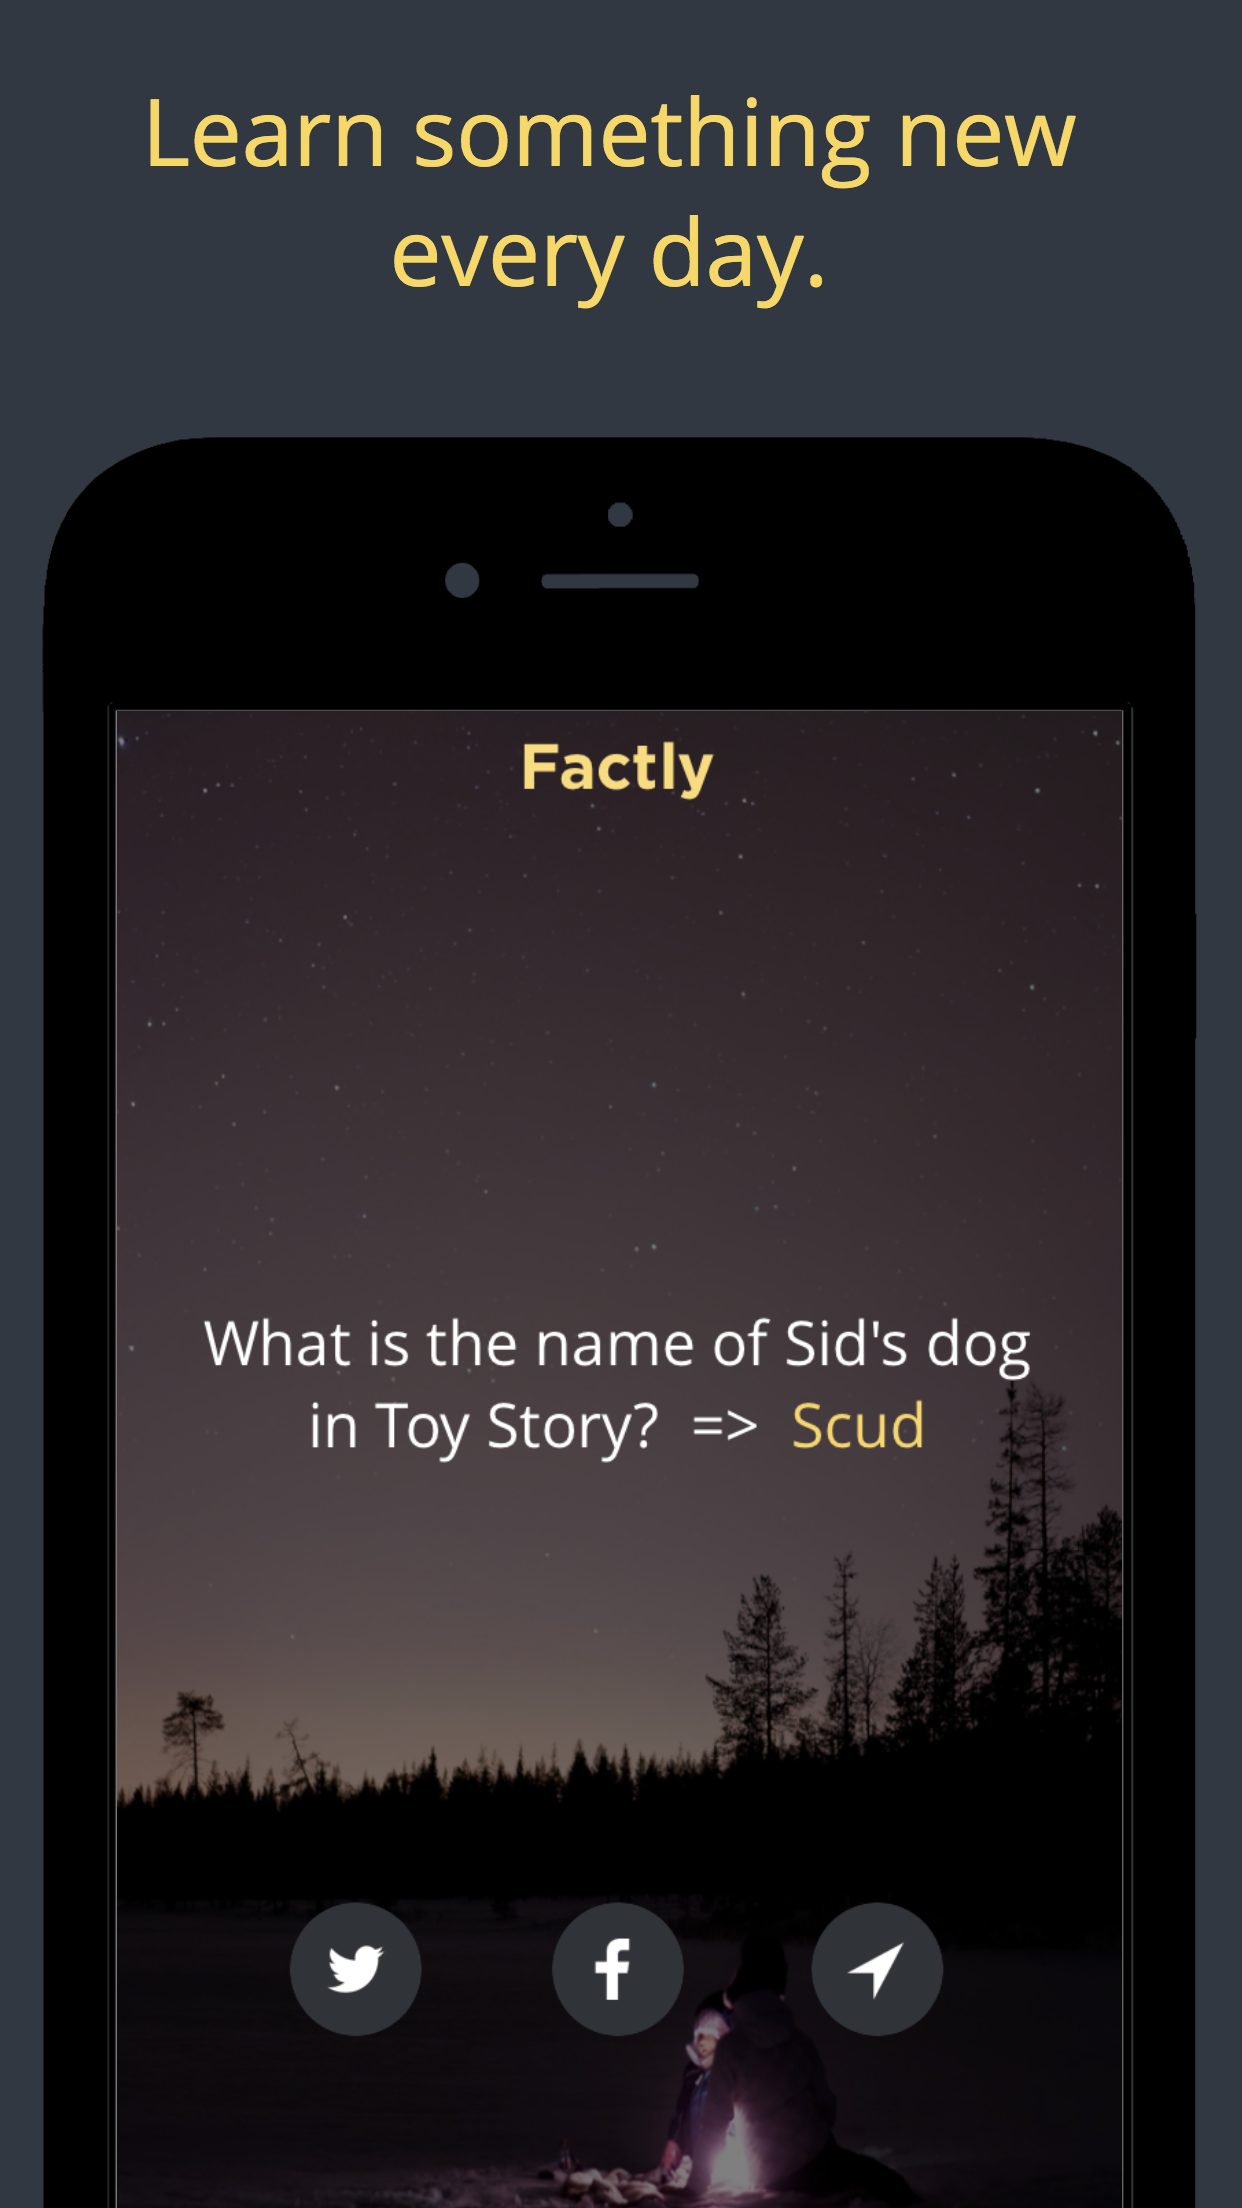 Learn something new
every day.
Factly
What is the name of Sid's dog
in Toy Story? => Scud